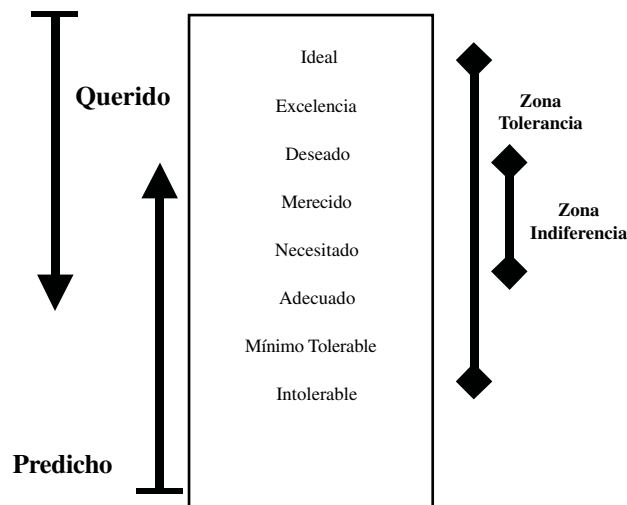 Querido
Predicho
Ideal
Excelencia
Deseado
Merecido
Necesitado
Adecuado
Mínimo Tolerable
Intolerable
Zona
Tolerancia
Zona
Indiferencia